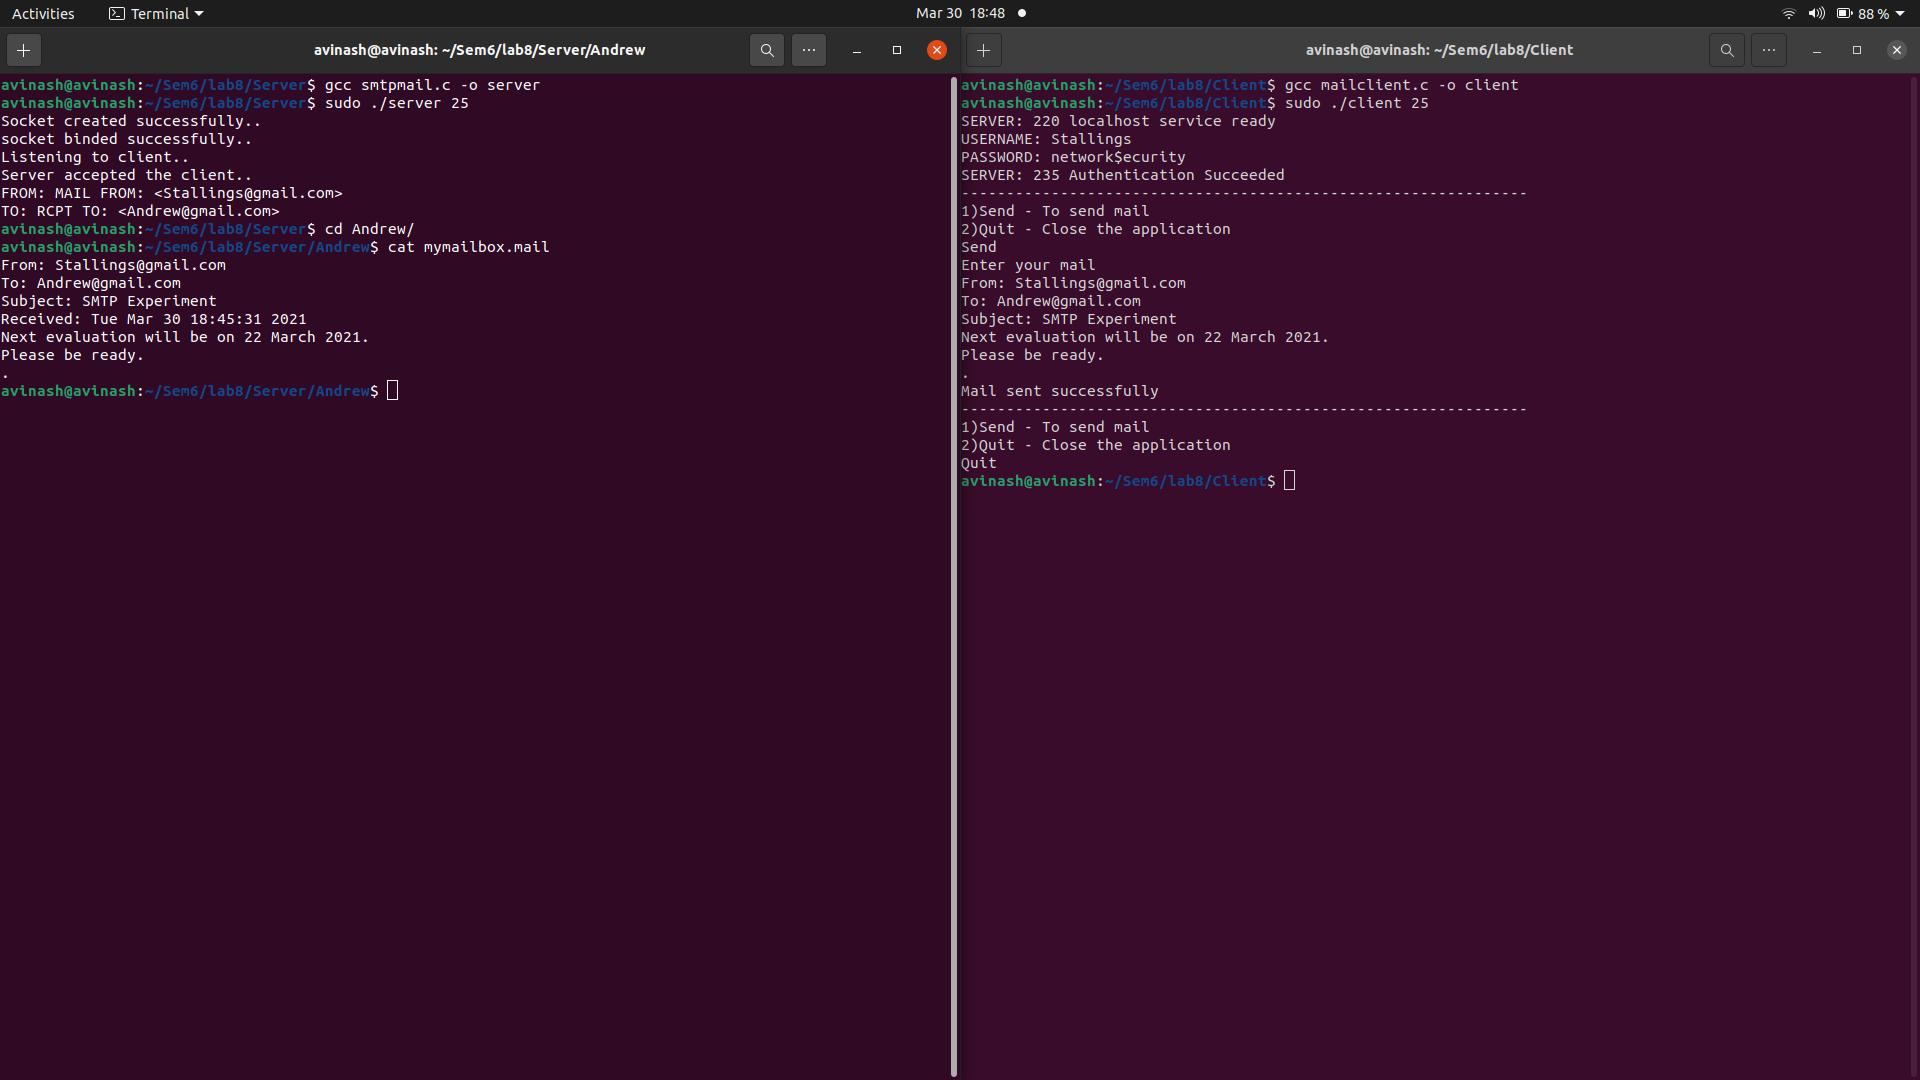 Activities Terminal Mar 30 18:48 88 %
avinash@avinash: ~/Sem6/lab8/Server/Andrew
avinash@avinash:~/Sem6/lab8/Server$ gcc smtpmail.c -o server
avinash@avinash:~/Sem6/lab8/Server$ sudo ./server 25
Socket created successfully..
socket binded successfully..
Listening to client..
Server accepted the client..
FROM: MAIL FROM: <Stallings@gmail.com>
TO: RCPT TO: <Andrew@gmail.com>
avinash@avinash:~/Sem6/lab8/Server$ cd Andrew/
avinash@avinash:~/Sem6/lab8/Server/Andrew$ cat mymailbox.mail
From: Stallings@gmail.com
To: Andrew@gmail.com
Subject: SMTP Experiment
Received: Tue Mar 30 18:45:31 2021
Next evaluation will be on 22 March 2021.
Please be ready.
.
avinash@avinash:~/Sem6/lab8/Server/Andrew$
avinash@avinash: ~/Sem6/lab8/Client
avinash@avinash:~/Sem6/lab8/Client$ gcc mailclient.c -o client
avinash@avinash:~/Sem6/lab8/Client$ sudo ./client 25
SERVER: 220 localhost service ready
USERNAME: Stallings
PASSWORD: network$ecurity
SERVER: 235 Authentication Succeeded
---------------------------------------------------------------
1)Send - To send mail
2)Quit - Close the application
Send
Enter your mail
From: Stallings@gmail.com
To: Andrew@gmail.com
Subject: SMTP Experiment
Next evaluation will be on 22 March 2021.
Please be ready.
.
Mail sent successfully
---------------------------------------------------------------
1)Send - To send mail
2)Quit - Close the application
Quit
avinash@avinash:~/Sem6/lab8/Client$